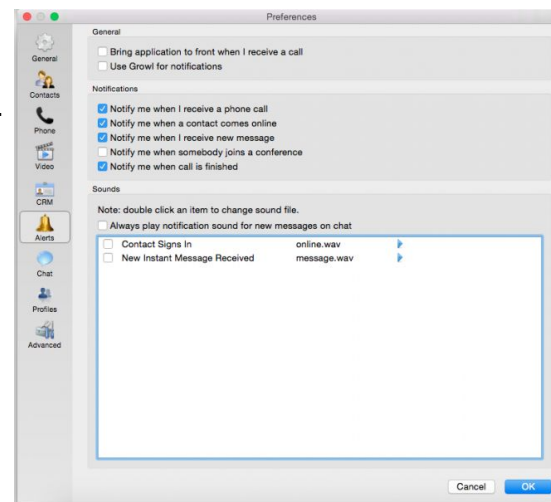 Preferences
General
Contacts
Phone
Video
CRM
Alerts
Chat
Profiles
Advanced
General
Bring application to front when I receive a call
Use Growl for notifications
Notifications
Notify me when I receive a phone call
Notify me when a contact comes online
Notify me when I receive new message
Notify me when somebody joins a conference
Notify me when call is finished
Sounds
Note: double click an item to change sound file.
Always play notification sound for new messages on chat
Contact Signs In online.wav
New Instant Message Received message.wav
Cancel OK